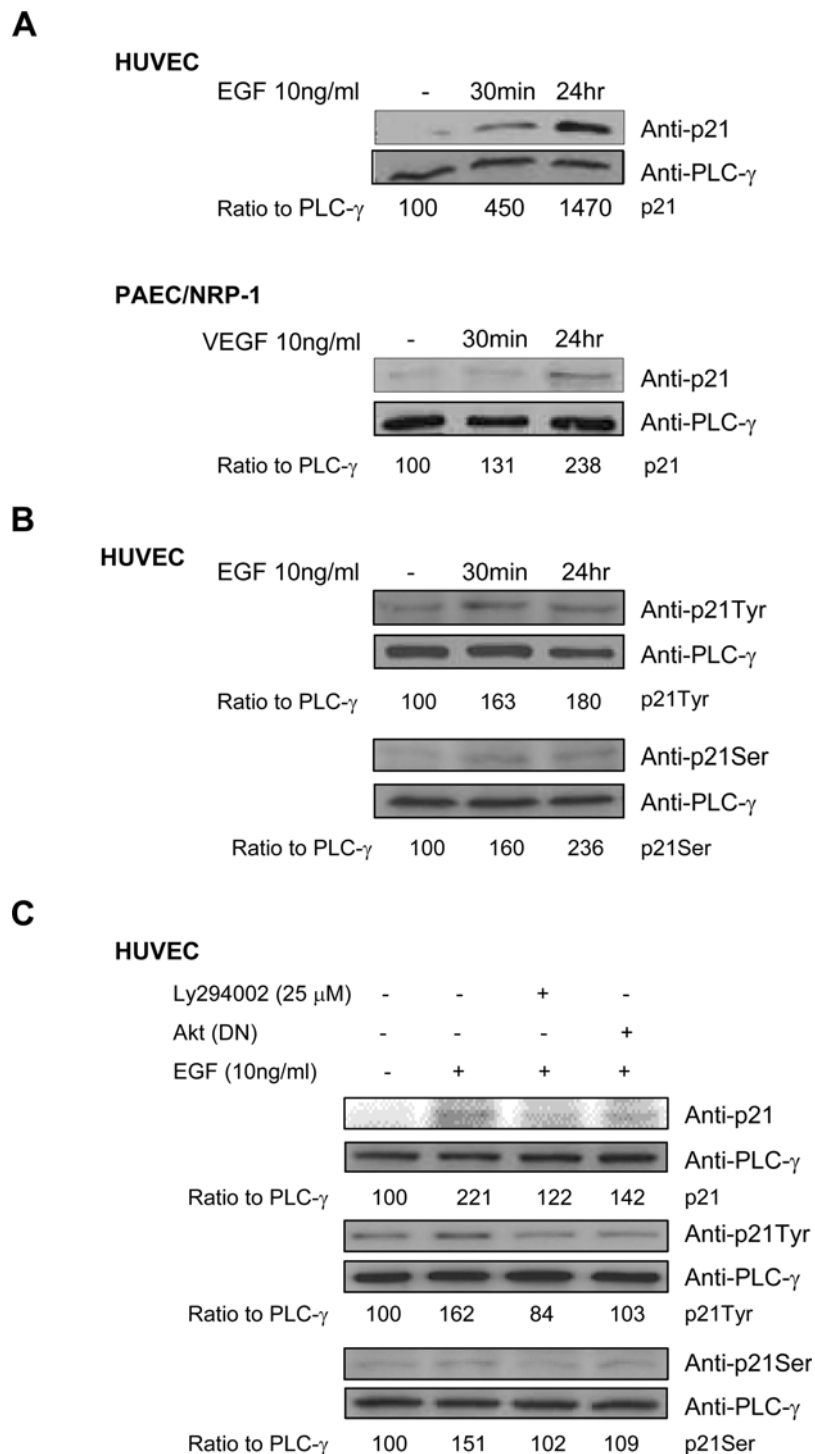 A
HUVEC
EGF 10ng/ml - 30min 24hr
Anti-p21
Anti-PLC-γ
Ratio to PLC-γ 100 450 1470 p21
PAEC/NRP-1
VEGF 10ng/ml - 30min 24hr
Anti-p21
Anti-PLC-γ
Ratio to PLC-γ 100 131 238 p21
B
HUVEC
EGF 10ng/ml - 30min 24hr
Anti-p21Tyr
Anti-PLC-γ
Ratio to PLC-γ 100 163 180 p21Tyr
Anti-p21Ser
Anti-PLC-γ
Ratio to PLC-γ 100 160 236 p21Ser
C
HUVEC
Ly294002 (25 μM) - - + -
Akt (DN) - - - +
EGF (10ng/ml) - + + +
Anti-p21
Anti-PLC-γ
Ratio to PLC-γ 100 221 122 142 p21
Anti-p21Tyr
Anti-PLC-γ
Ratio to PLC-γ 100 162 84 103 p21Tyr
Anti-p21Ser
Anti-PLC-γ
Ratio to PLC-γ 100 151 102 109 p21Ser